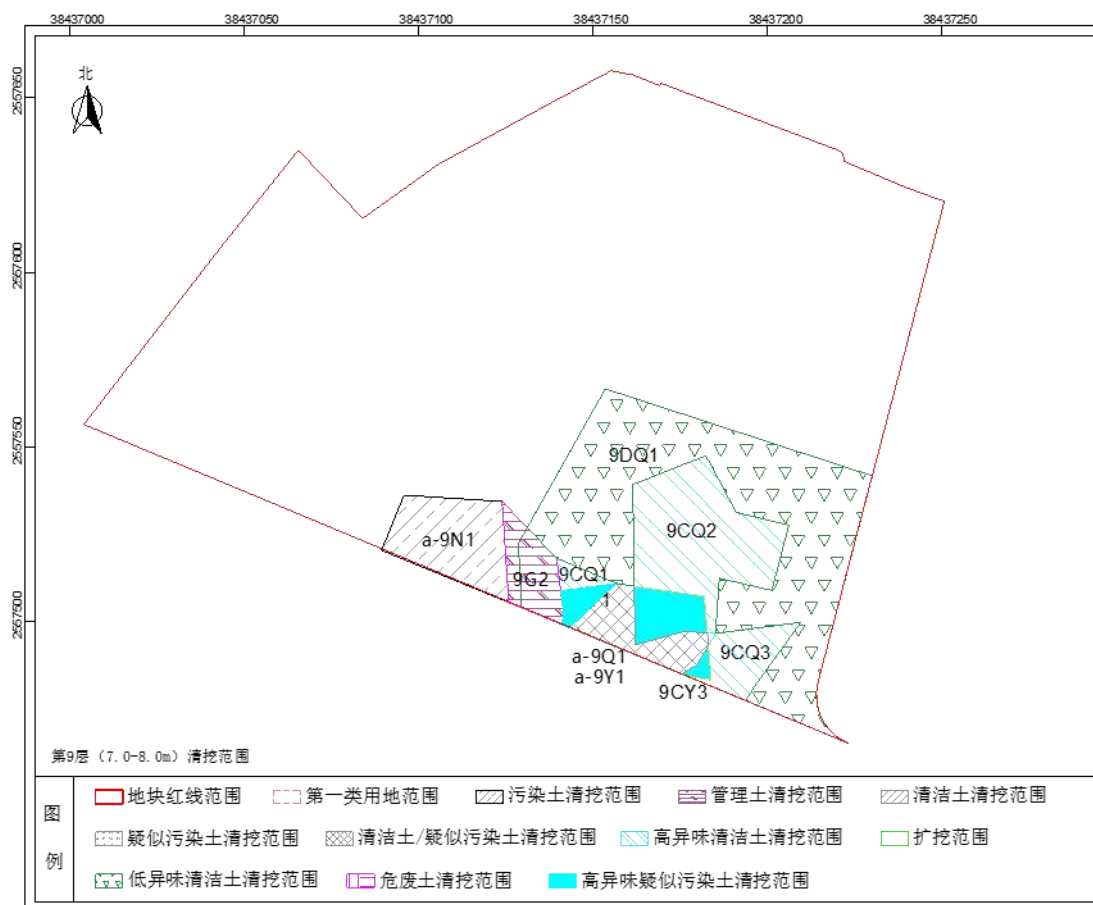 38437000 38437050 38437100 38437150 38437200 38437250
2557650
北
2557600
2557550
9DQ1
9CQ2
a-9N1
9G2
9CQ1
1
2557500
9CQ3
a-9Q1
a-9Y1
9CY3
第9层（7.0-8.0m）清挖范围
图例
地块红线范围 第一类用地范围 污染土清挖范围 管理土清挖范围 清洁土清挖范围
疑似污染土清挖范围 清洁土/疑似污染土清挖范围 高异味清洁土清挖范围 扩挖范围
低异味清洁土清挖范围 危废土清挖范围 高异味疑似污染土清挖范围